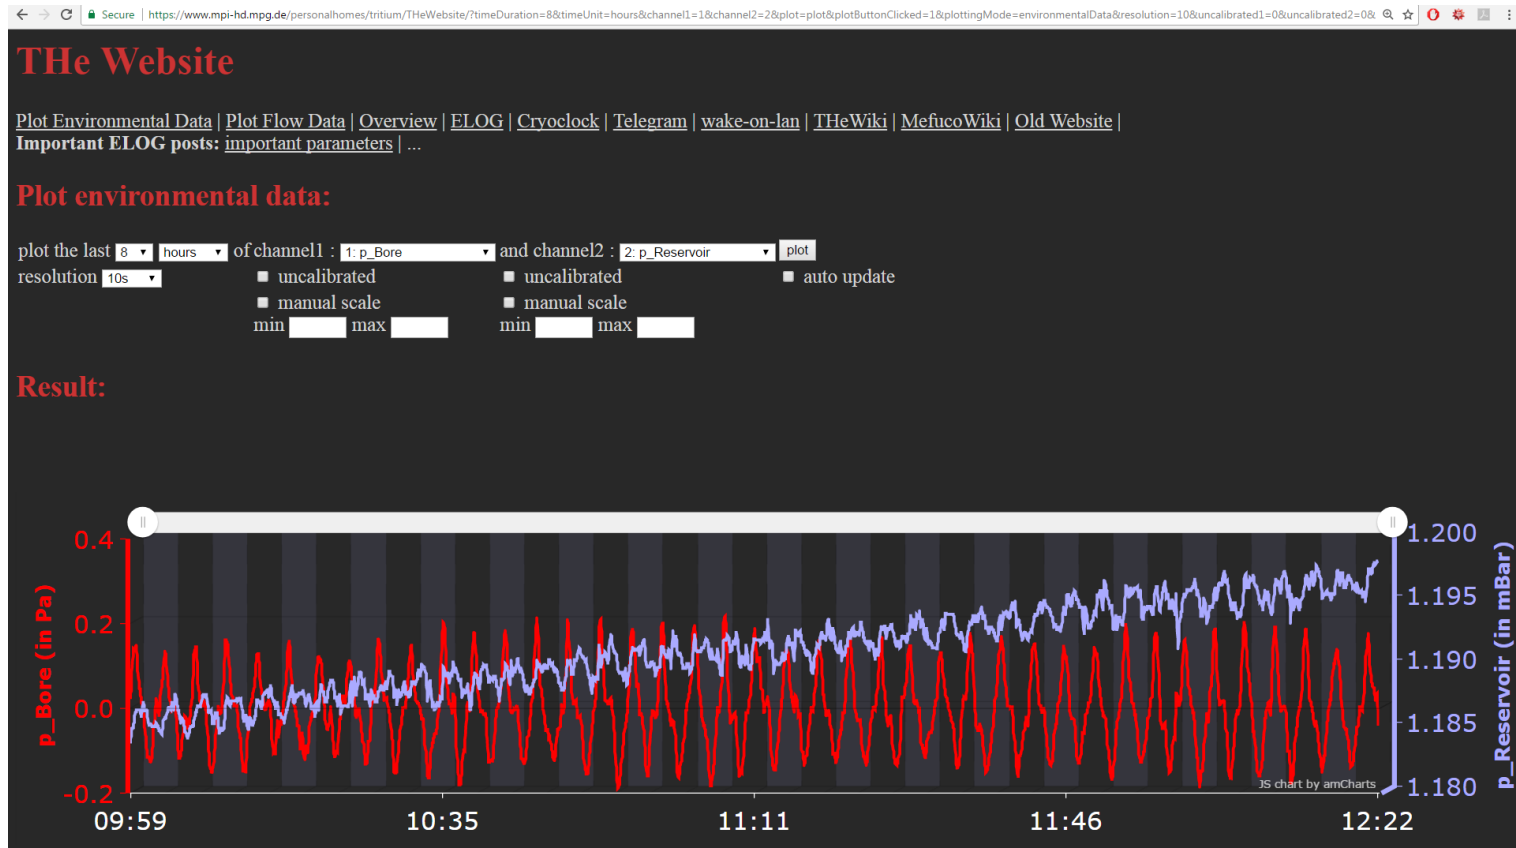 Secure | https://www.mpi-hd.mpg.de/personalhomes/tritium/THeWebsite/?timeDuration=8&timeUnit=hours&channel1=1&channel2=2&plot=plot&plotButtonClicked=1&plottingMode=environmentalData&resolution=10&uncalibrated1=0&uncalibrated2=0&
THe Website
Plot Environmental Data | Plot Flow Data | Overview | ELOG | Cryoclock | Telegram | wake-on-lan | THeWiki | MefucoWiki | Old Website |
Important ELOG posts: important parameters | ...
Plot environmental data:
plot the last 8 hours of channel1 : 1: p_Bore and channel2 : 2: p_Reservoir plot
resolution 10s uncalibrated uncalibrated auto update
manual scale manual scale
min max min max
Result:
0.4
0.2
0.0
-0.2
p_Bore (in Pa)
1.200
1.195
1.190
1.185
1.180
p_Reservoir (in mBar)
JS chart by amCharts
09:59 10:35 11:11 11:46 12:22